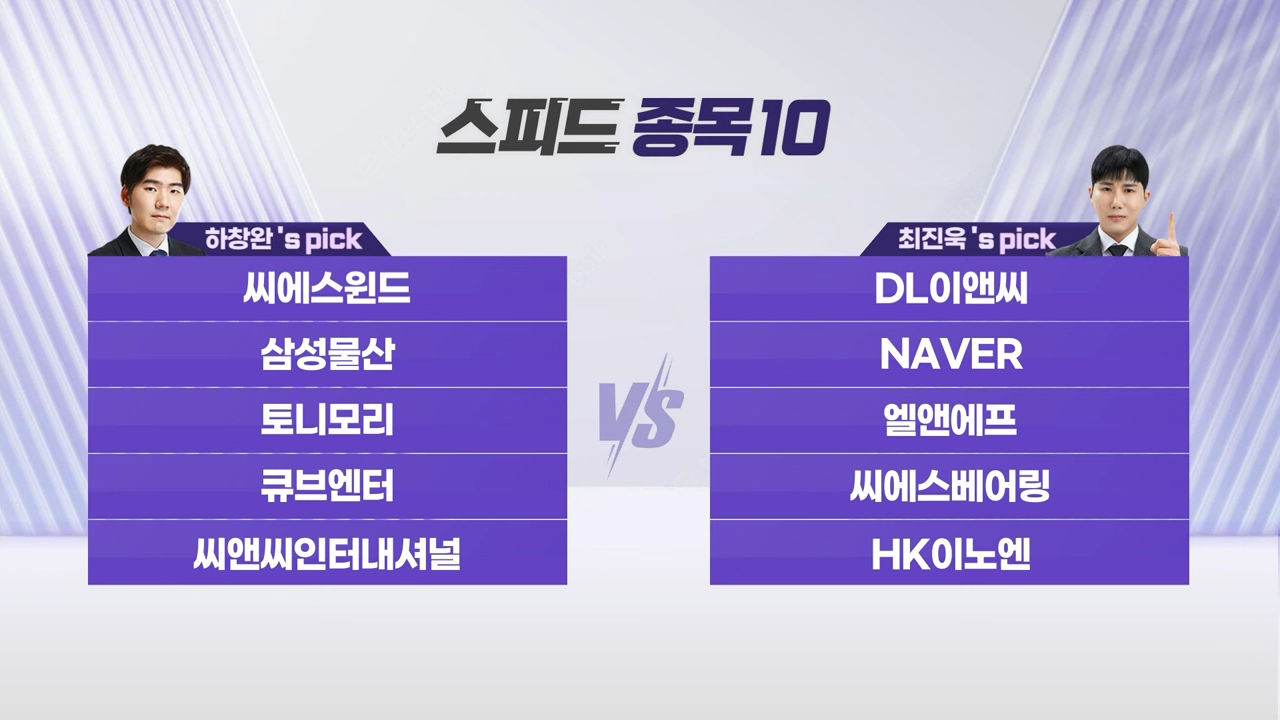 스피드 종목10
하창완's pick
씨에스윈드
삼성물산
토니모리
큐브엔터
씨앤씨인터내셔널
VS
최진욱's pick
DL이앤씨
NAVER
엘앤에프
씨에스베어링
HK이노엔